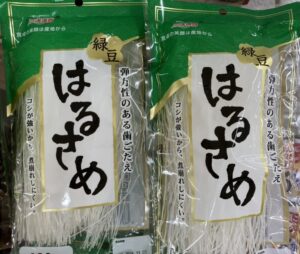 緑豆
はるさめ
弾力性のある歯ごたえ
コシが強いから、煮崩れしにくい。
緑豆
はるさめ
弾力性のある歯ごたえ
コシが強いから、煮崩れしにくい。